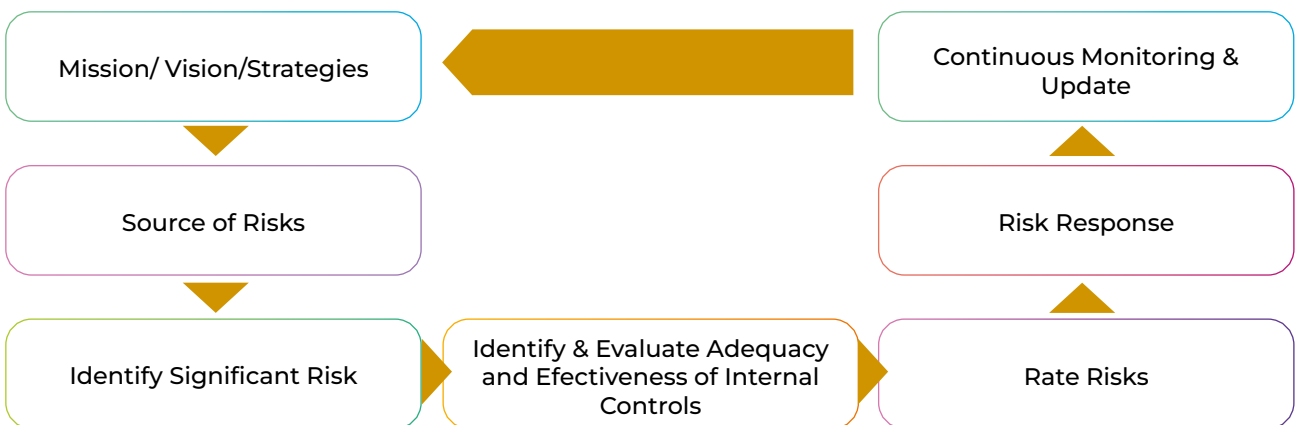 Mission/ Vision/Strategies
Continuous Monitoring &
Update
Source of Risks
Risk Response
Identify Significant Risk
Identify & Evaluate Adequacy
and Efectiveness of Internal
Controls
Rate Risks